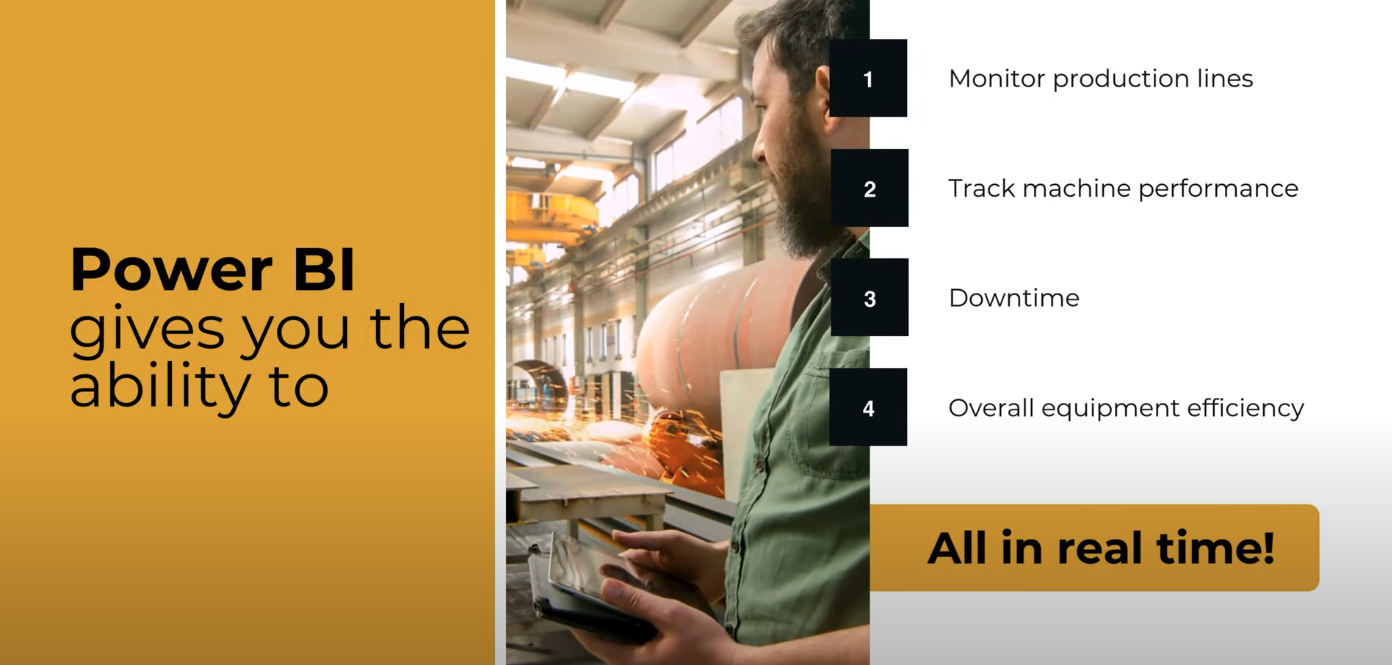 Power BI
gives you the
ability to
1
Monitor production lines
2
Track machine performance
3
Downtime
4
Overall equipment efficiency
All in real time!